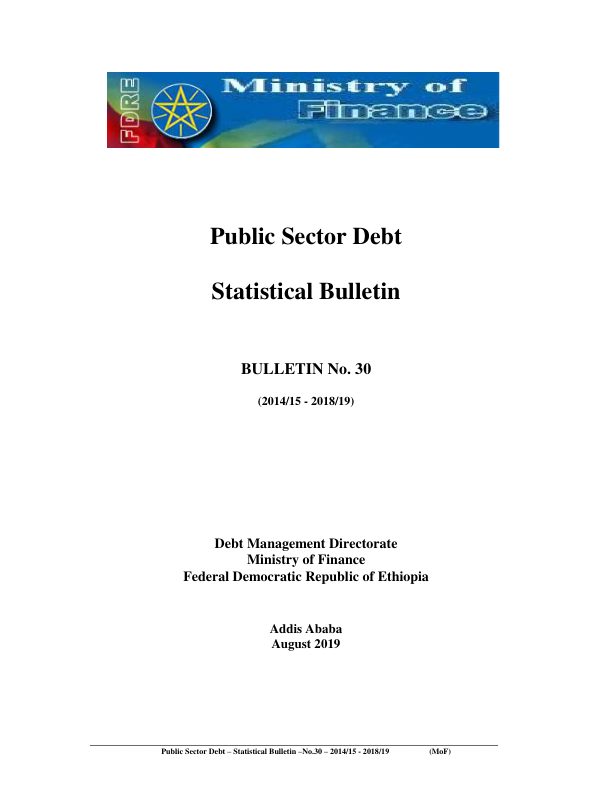 FDRE
Ministry of
Finance
Public Sector Debt
Statistical Bulletin
BULLETIN No. 30
(2014/15 - 2018/19)
Debt Management Directorate
Ministry of Finance
Federal Democratic Republic of Ethiopia
Addis Ababa
August 2019
Public Sector Debt – Statistical Bulletin –No.30 – 2014/15 - 2018/19 (MoF)